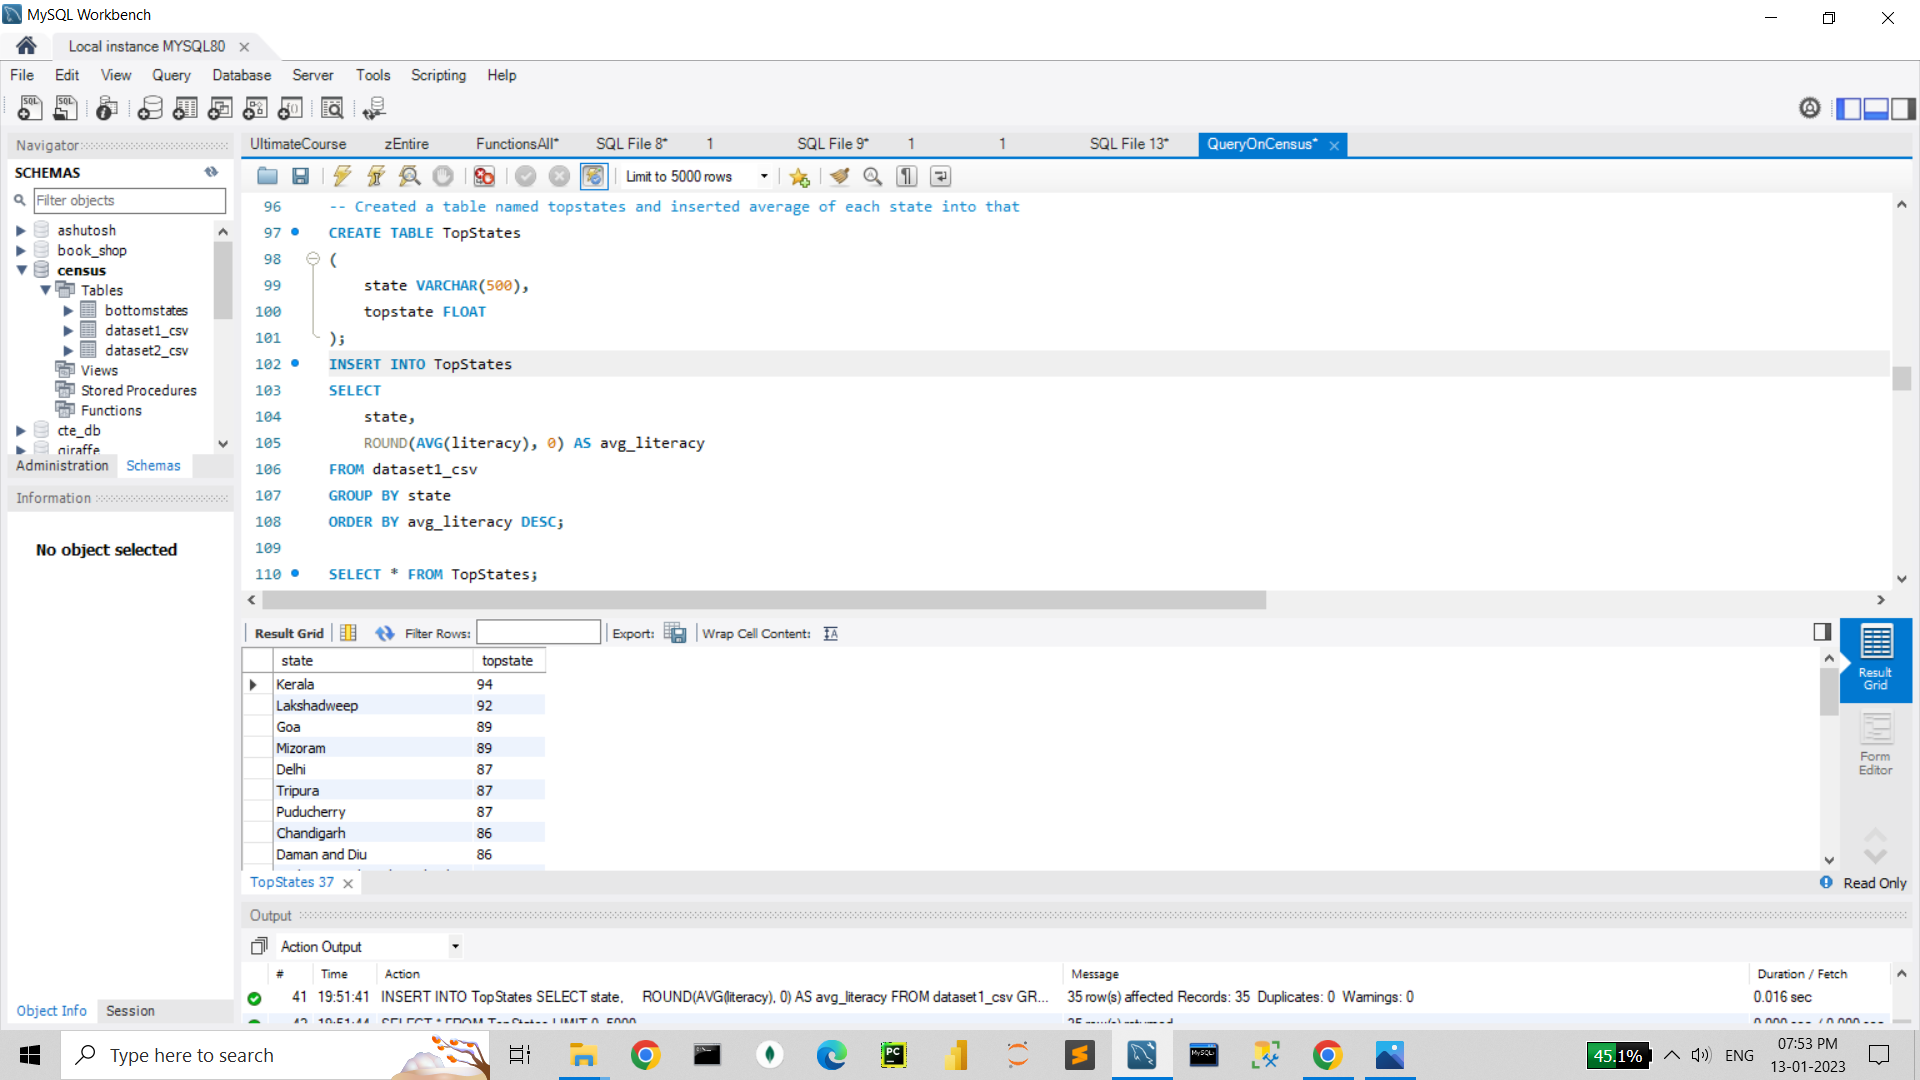 MySQL Workbench
Local instance MYSQL80
File Edit View Query Database Server Tools Scripting Help
Navigator
SCHEMAS
Filter objects
ashutosh
book_shop
census
Tables
bottomstates
dataset1_csv
dataset2_csv
Views
Stored Procedures
Functions
cte_db
giraffe
Administration Schemas
Information
No object selected
Object Info Session
UltimateCourse zEntire FunctionsAll* SQL File 8* 1 SQL File 9* 1 1 SQL File 13* QueryOnCensus*
Limit to 5000 rows
96 -- Created a table named topstates and inserted average of each state into that
97 CREATE TABLE TopStates
98 (
99 state VARCHAR(500),
100 topstate FLOAT
101 );
102 INSERT INTO TopStates
103 SELECT
104 state,
105 ROUND(AVG(literacy), 0) AS avg_literacy
106 FROM dataset1_csv
107 GROUP BY state
108 ORDER BY avg_literacy DESC;
109
110 SELECT * FROM TopStates;
Result Grid Filter Rows: Export: Wrap Cell Content:
state topstate
Kerala 94
Lakshadweep 92
Goa 89
Mizoram 89
Delhi 87
Tripura 87
Puducherry 87
Chandigarh 86
Daman and Diu 86
Result
Grid
Form
Editor
TopStates 37
Read Only
Output
Action Output
# Time Action Message Duration / Fetch
41 19:51:41 INSERT INTO TopStates SELECT state, ROUND(AVG(literacy), 0) AS avg_literacy FROM dataset1_csv GR... 35 row(s) affected Records: 35 Duplicates: 0 Warnings: 0 0.016 sec
42 19:51:44 SELECT * FROM TopStates LIMIT 0, 5000 35 row(s) returned 0.000 sec / 0.000 sec
Type here to search
45.1%
ENG
07:53 PM
13-01-2023